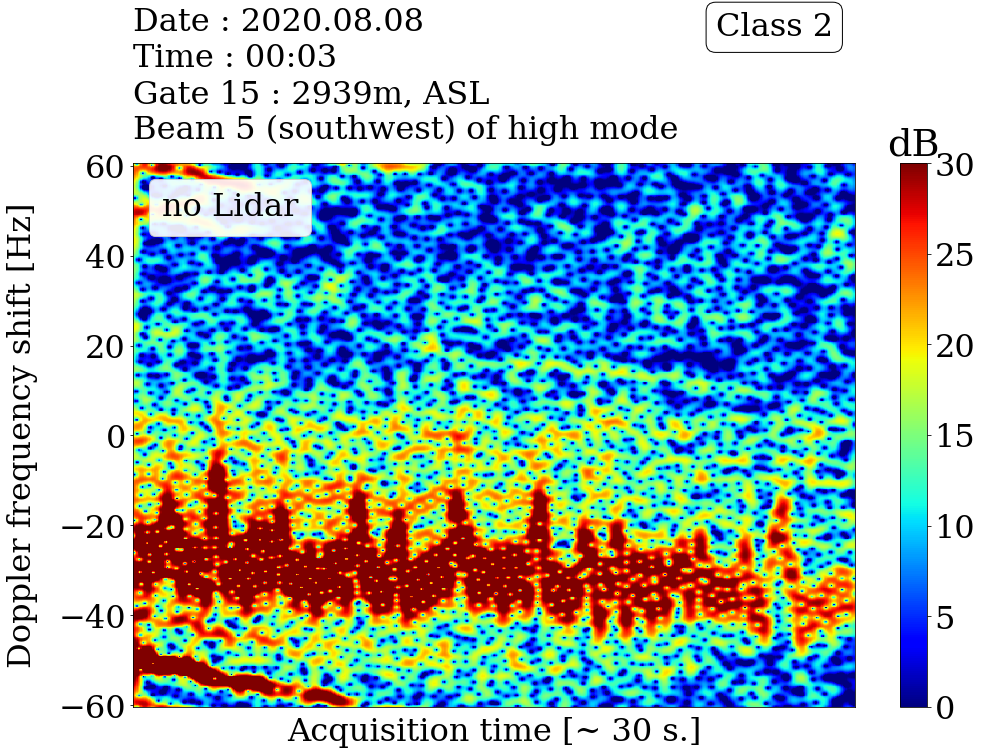 Date : 2020.08.08
Time : 00:03
Gate 15 : 2939m, ASL
Beam 5 (southwest) of high mode
Class 2
dB
no Lidar
Doppler frequency shift [Hz]
60
40
20
0
−20
−40
−60
30
25
20
15
10
5
0
Acquisition time [~ 30 s.]